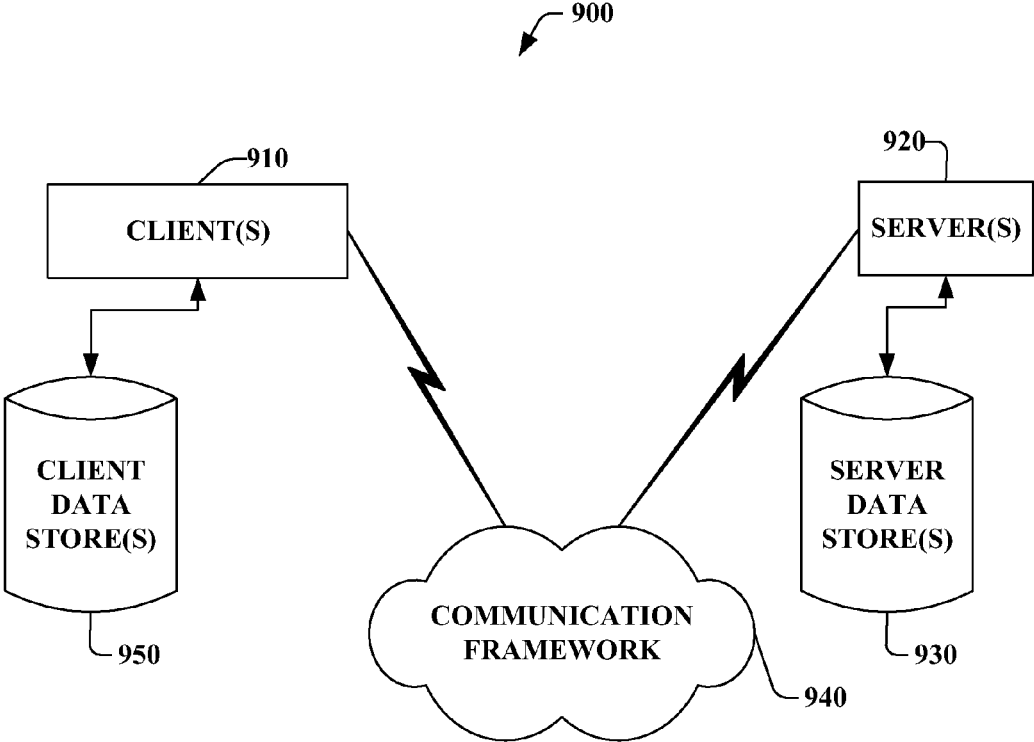 900
910
920
CLIENT(S)
SERVER(S)
CLIENT
DATA
STORE(S)
SERVER
DATA
STORE(S)
COMMUNICATION
FRAMEWORK
950
930
940